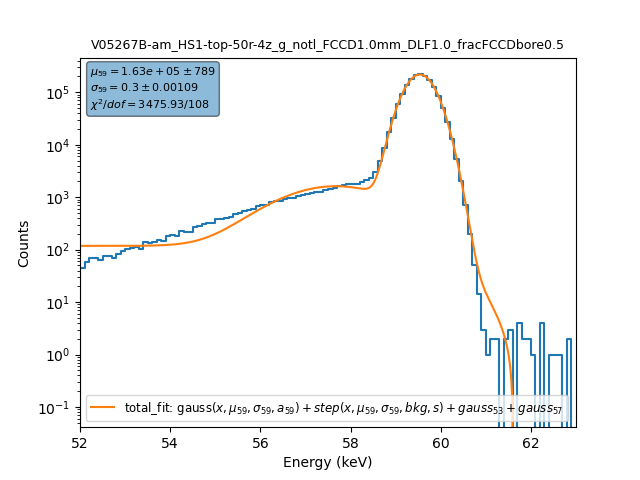 V05267B-am_HS1-top-50r-4z_g_notl_FCCD1.0mm_DLF1.0_fracFCCDbore0.5
μ₅₉ = 1.63e + 05 ± 789
σ₅₉ = 0.3 ± 0.00109
χ²/dof = 3475.93/108
Counts
10⁵
10⁴
10³
10²
10¹
10⁰
10⁻¹
total_fit: gauss(x, μ₅₉, σ₅₉, a₅₉) + step(x, μ₅₉, σ₅₉, bkg, s) + gauss₅₃ + gauss₅₇
52 54 56 58 60 62
Energy (keV)